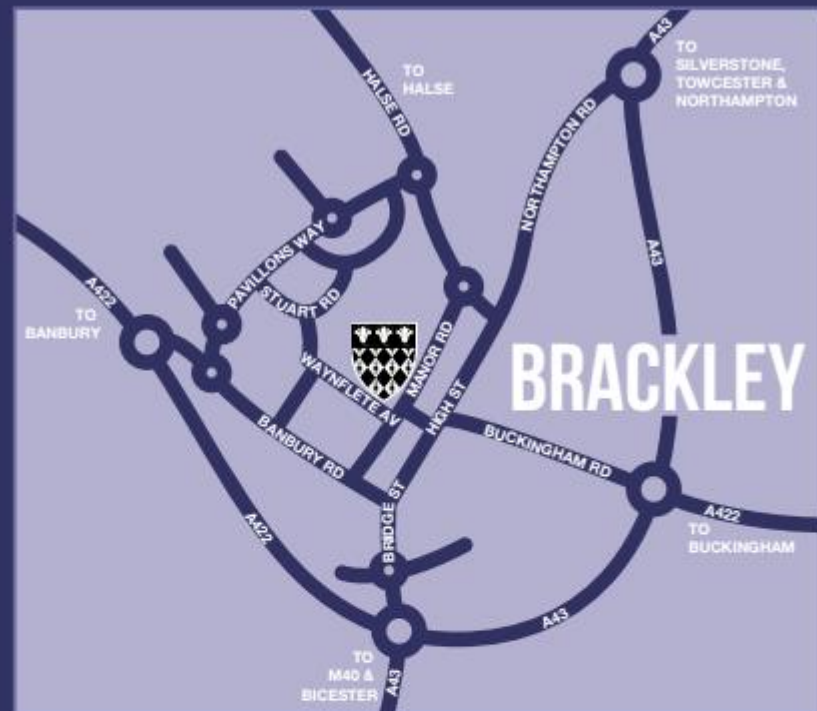 A43
TO
SILVERSTONE,
TOWCESTER &
NORTHAMPTON
TO
HALSE
HALSE RD
NORTHAMPTON RD
PAVILLONS WAY
STUART RD
A43
A422
TO
BANBURY
WAYNFLETE AV
MANOR RD
HIGH ST
BRACKLEY
BANBURY RD
BUCKINGHAM RD
BRIDGE ST
A422
A422
TO
BUCKINGHAM
A43
TO
M40 &
BICESTER
A43